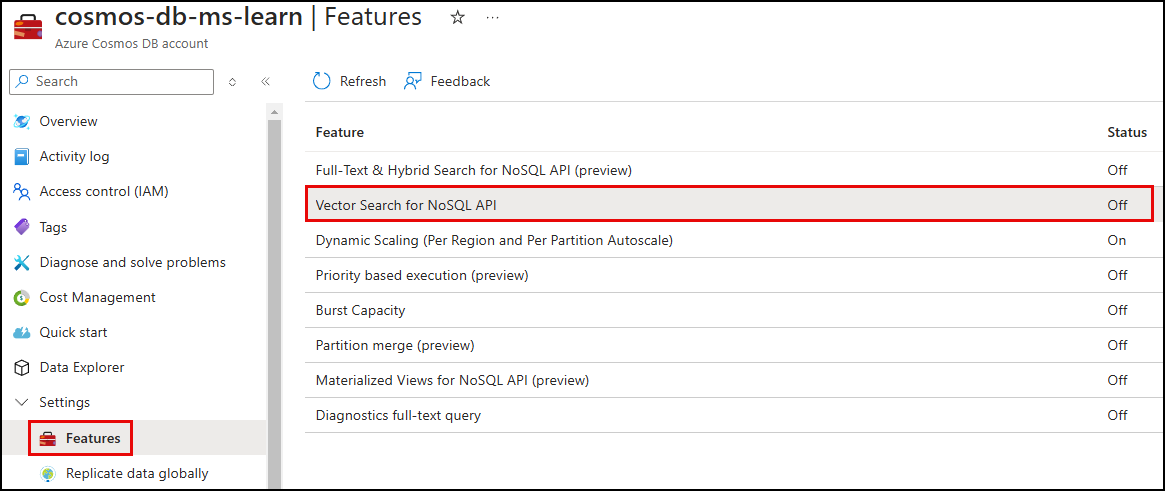 cosmos-db-ms-learn | Features
Azure Cosmos DB account
Search
Overview
Activity log
Access control (IAM)
Tags
Diagnose and solve problems
Cost Management
Quick start
Data Explorer
Settings
Features
Replicate data globally
Refresh Feedback
Feature Status
Full-Text & Hybrid Search for NoSQL API (preview) Off
Vector Search for NoSQL API Off
Dynamic Scaling (Per Region and Per Partition Autoscale) On
Priority based execution (preview) Off
Burst Capacity Off
Partition merge (preview) Off
Materialized Views for NoSQL API (preview) Off
Diagnostics full-text query Off